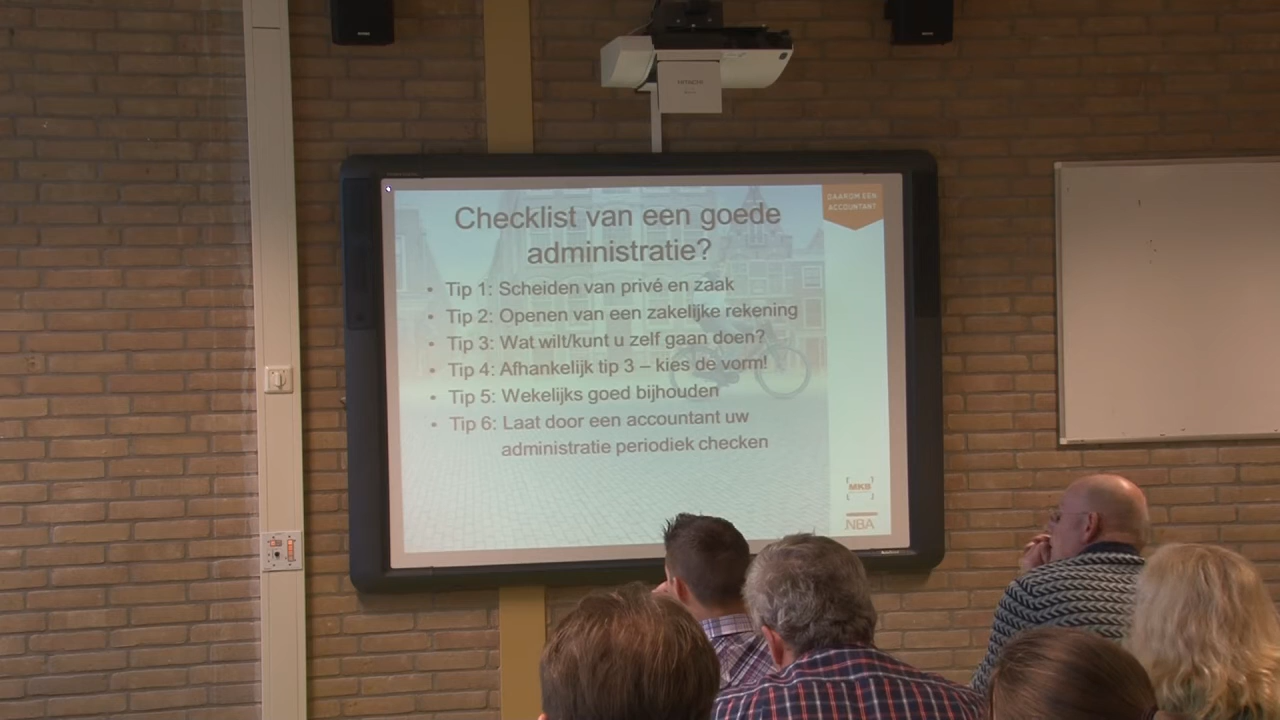 HITACHI
DAAROM EEN
ACCOUNTANT
Checklist van een goede
administratie?
• Tip 1: Scheiden van privé en zaak
• Tip 2: Openen van een zakelijke rekening
• Tip 3: Wat wilt/kunt u zelf gaan doen?
• Tip 4: Afhankelijk tip 3 – kies de vorm!
• Tip 5: Wekelijks goed bijhouden
• Tip 6: Laat door een accountant uw
administratie periodiek checken
MKB
NBA